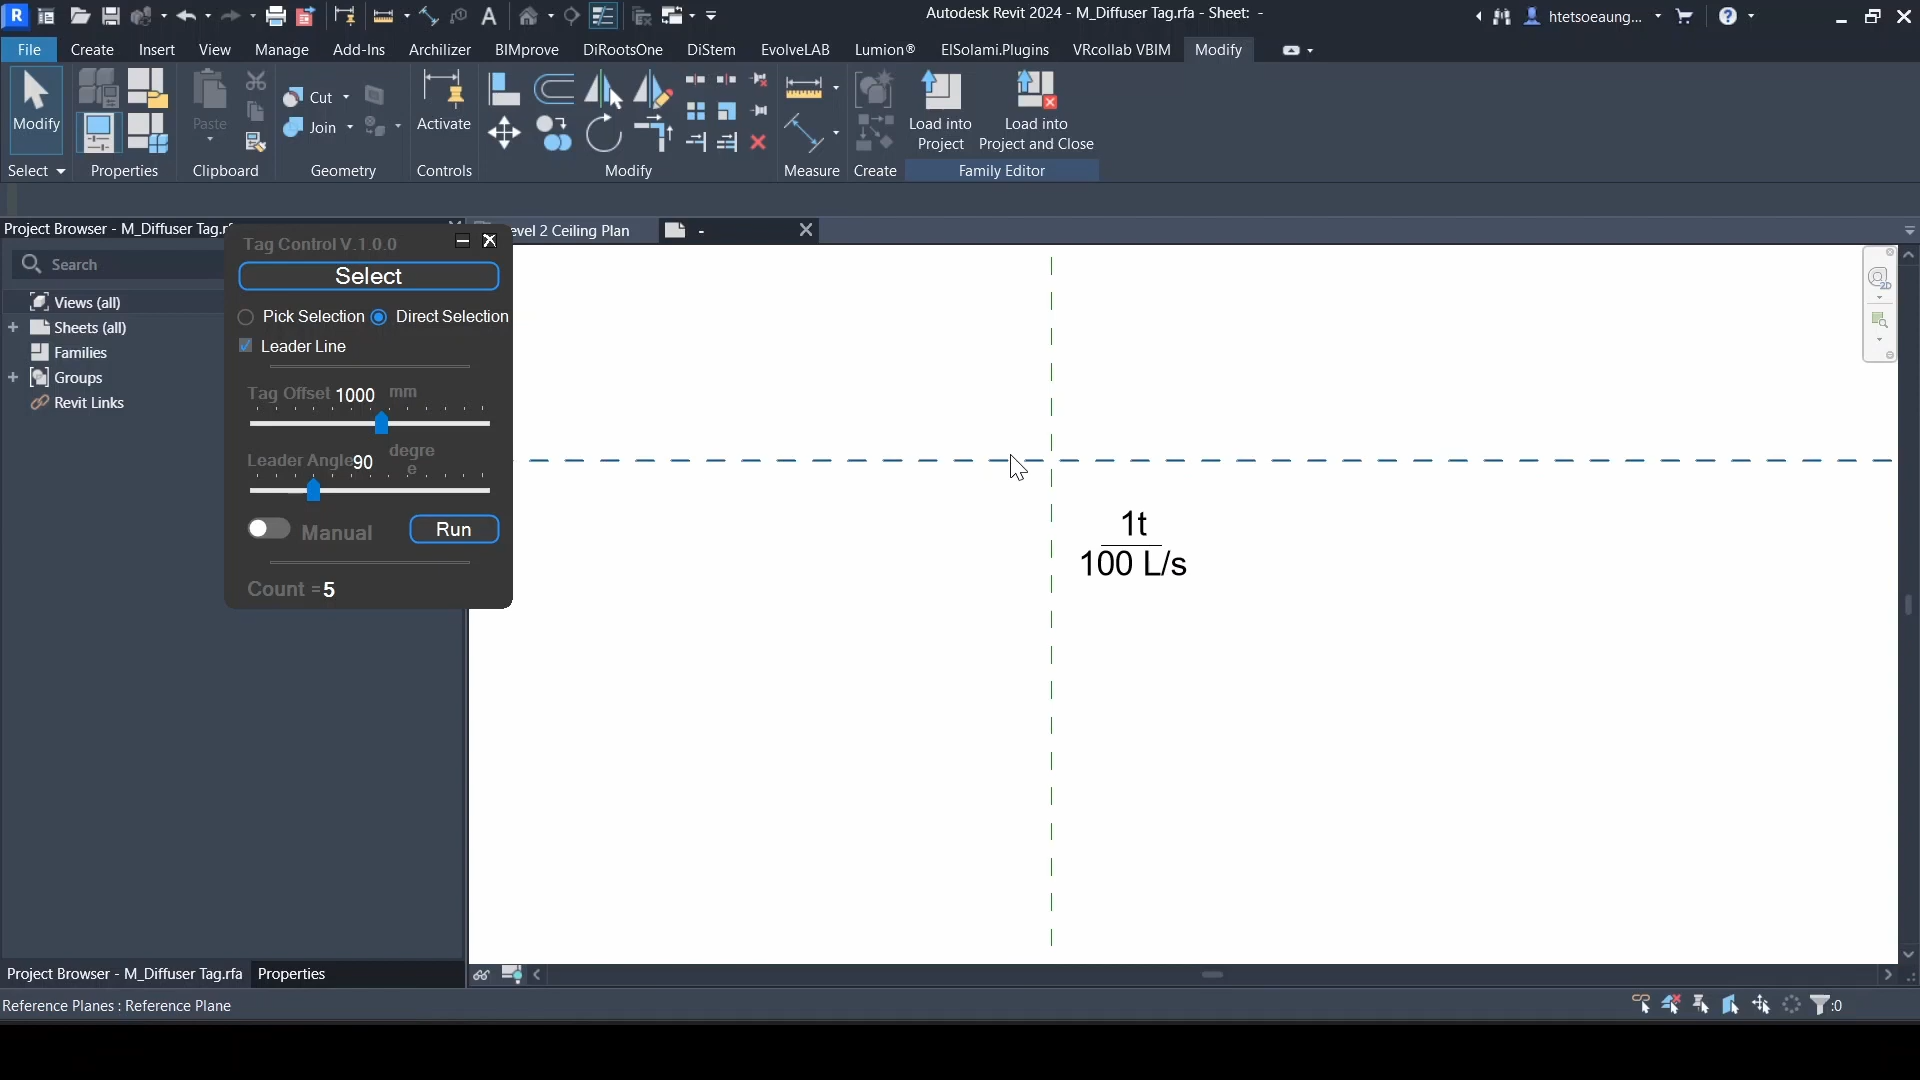 Autodesk Revit 2024 - M_Diffuser Tag.rfa - Sheet: -
htetsoeaung...
File Create Insert View Manage Add-Ins Archilizer BIMprove DiRootsOne DiStem EvolveLAB Lumion® ElSolami.Plugins VRcollab VBIM Modify
Modify
Paste
Cut
Join
Activate
Load into
Project
Load into
Project and Close
Select Properties Clipboard Geometry Controls Modify Measure Create Family Editor
Project Browser - M_Diffuser Tag.rf
Search
Views (all)
Sheets (all)
Families
Groups
Revit Links
Tag Control V.1.0.0
Select
Pick Selection Direct Selection
Leader Line
Tag Offset 1000 mm
Leader Angle 90 degre
e
Manual Run
Count =5
evel 2 Ceiling Plan
-
2D
1t
100 L/s
Project Browser - M_Diffuser Tag.rfa Properties
Reference Planes : Reference Plane
:0